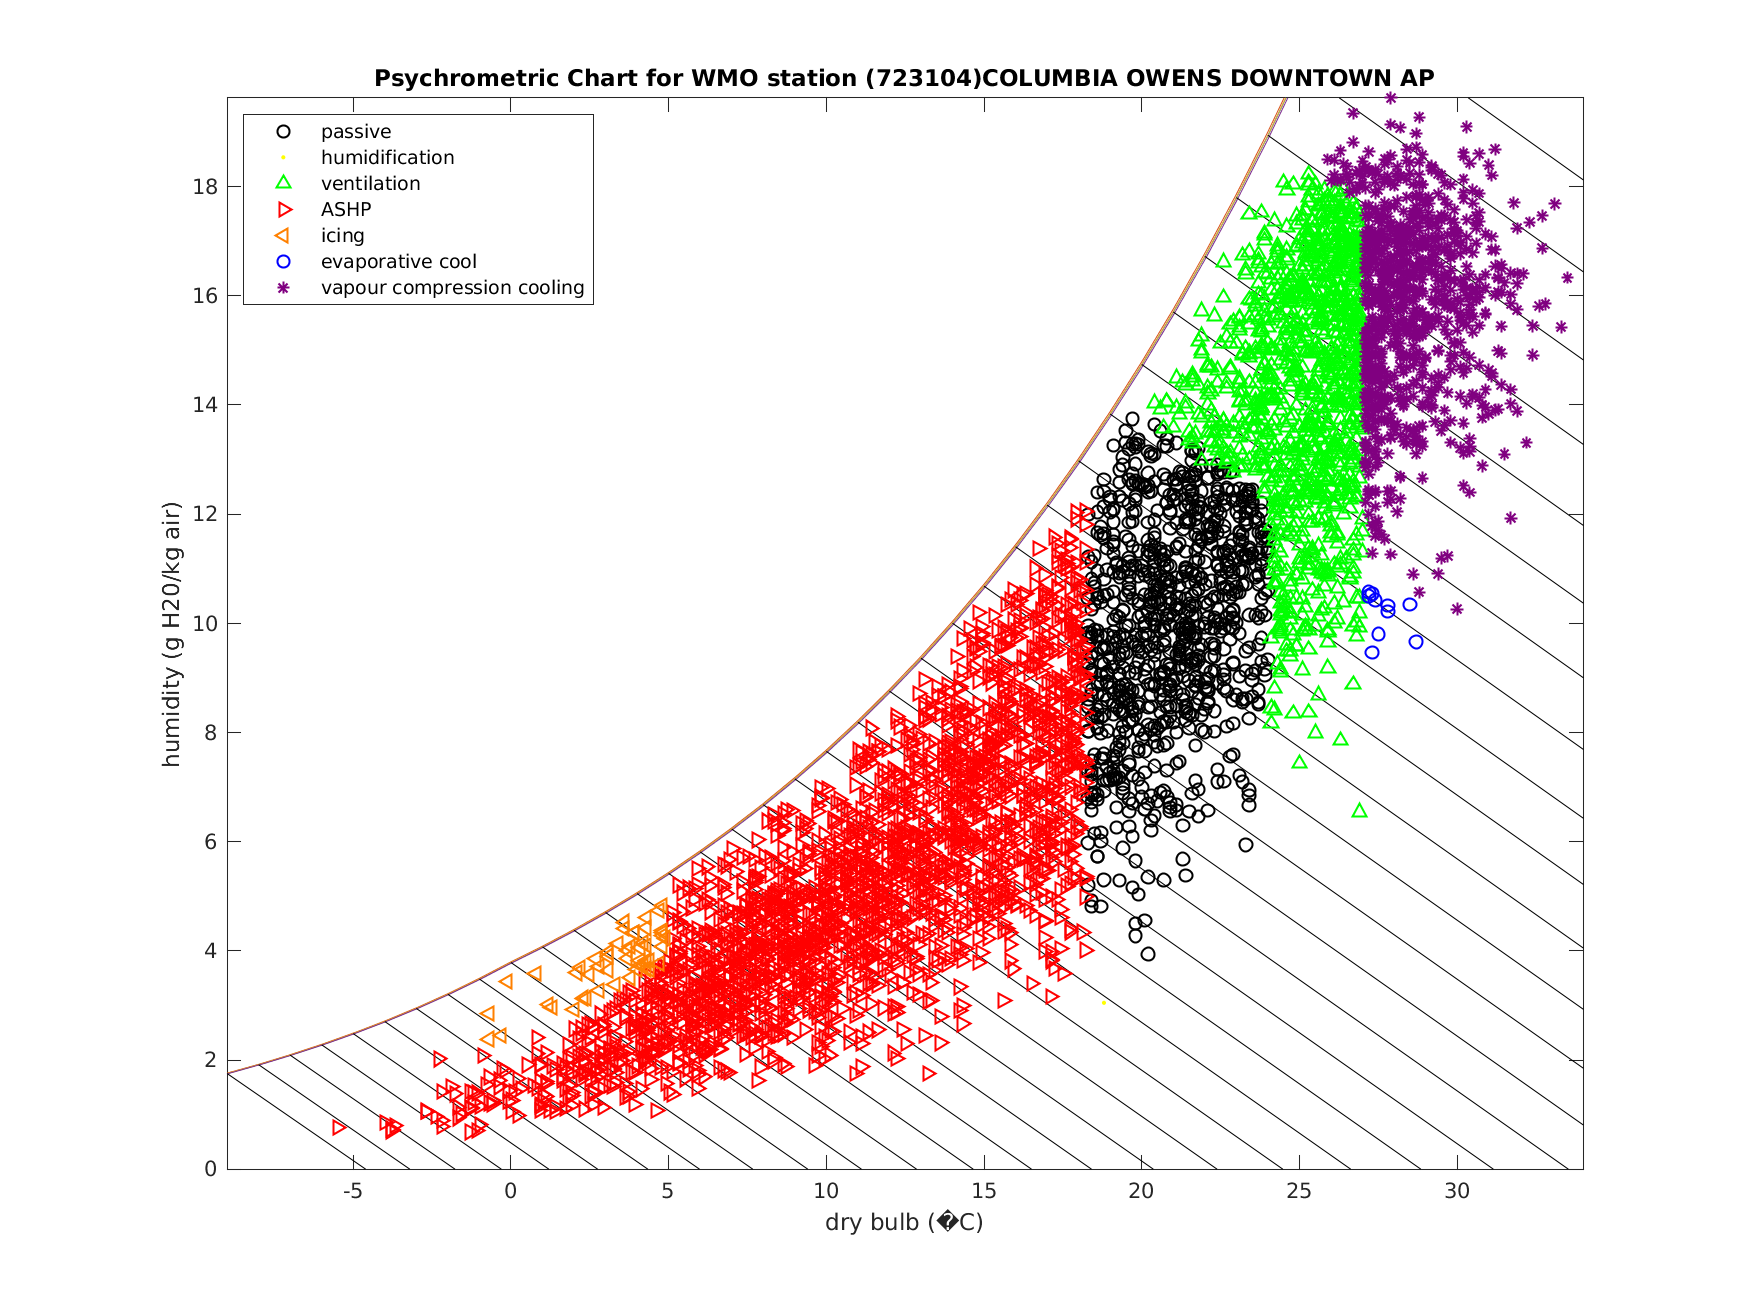 Psychrometric Chart for WMO station (723104)COLUMBIA OWENS DOWNTOWN AP
passive
humidification
ventilation
ASHP
icing
evaporative cool
vapour compression cooling
humidity (g H20/kg air)
18
16
14
12
10
8
6
4
2
0
-5 0 5 10 15 20 25 30
dry bulb (�C)